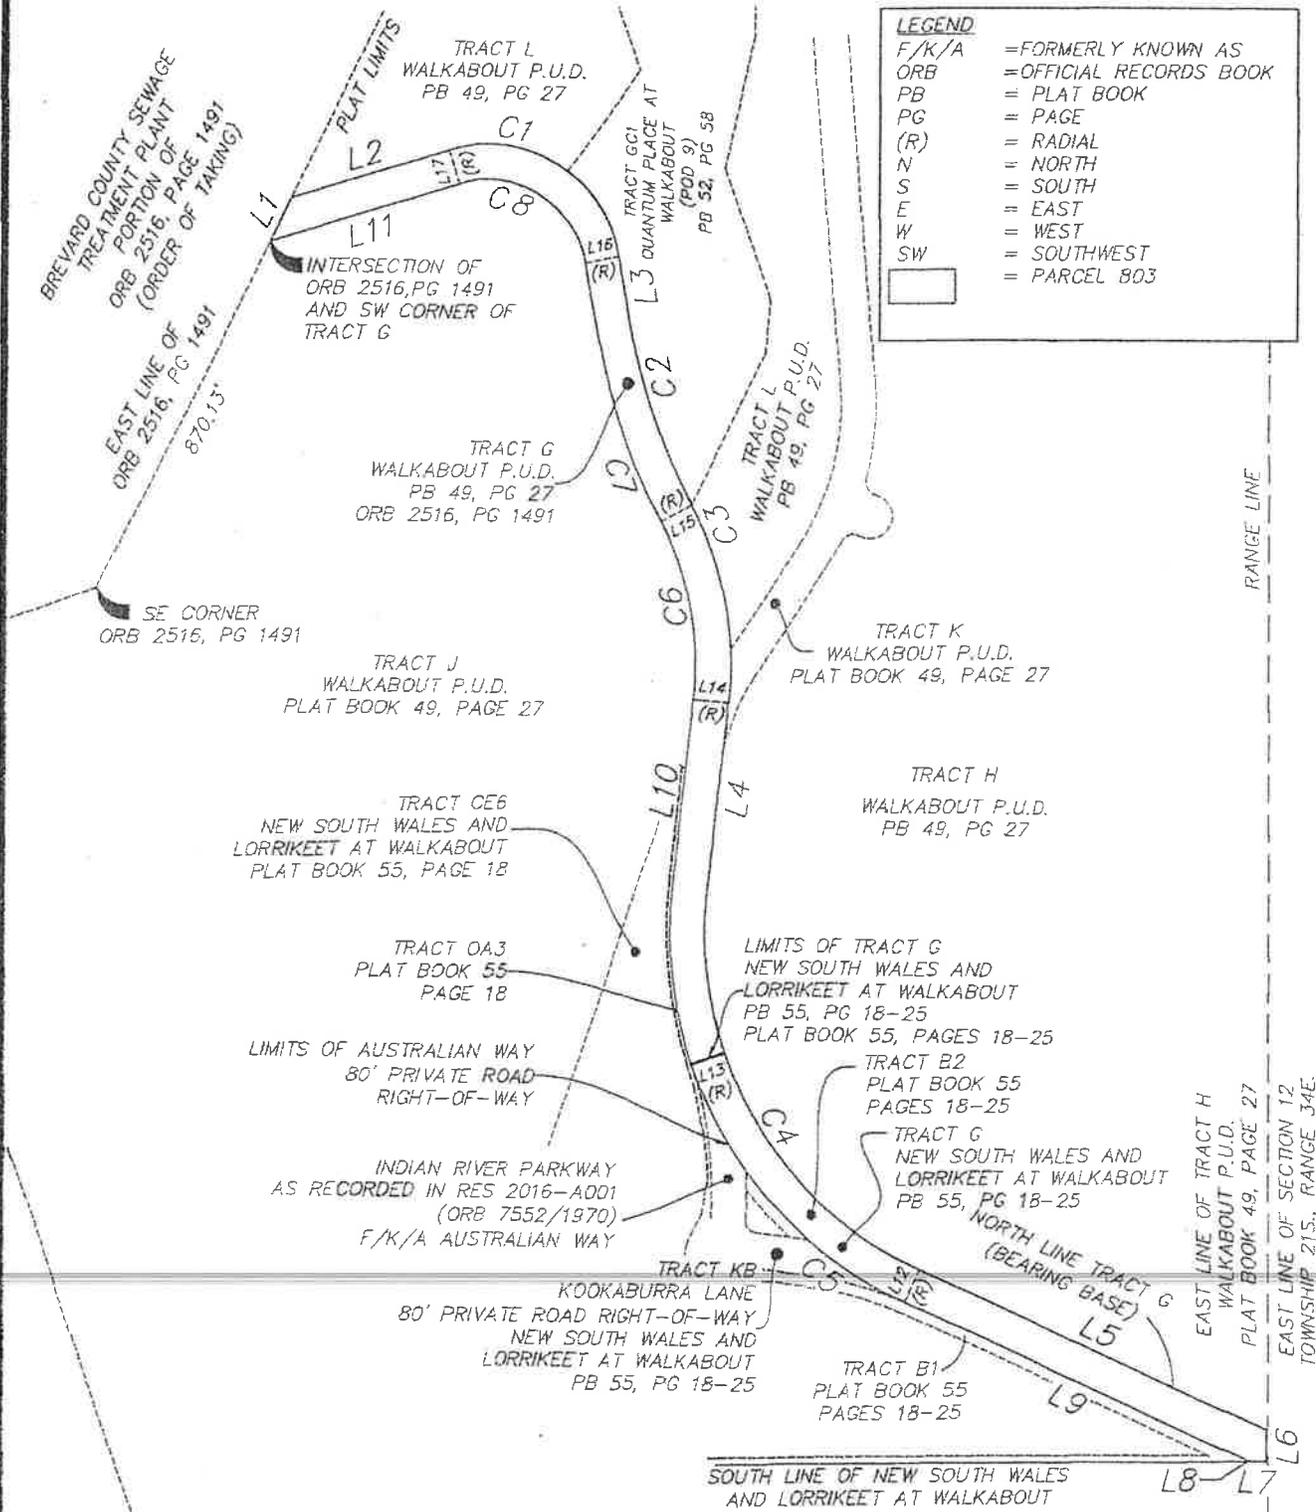 LEGEND
F/K/A =FORMERLY KNOWN AS
ORB =OFFICIAL RECORDS BOOK
PB = PLAT BOOK
PG = PAGE
(R) = RADIAL
N = NORTH
S = SOUTH
E = EAST
W = WEST
SW = SOUTHWEST
= PARCEL 803
BREVARD COUNTY SEWAGE
TREATMENT PLANT
PORTION OF
ORB 2516, PAGE 1491
(ORDER OF TAKING)
PLAT LIMITS
TRACT L
WALKABOUT P.U.D.
PB 49, PG 27
L1
L2
L17
(R)
C1
C8
L11
TRACT GC1
QUANTUM PLACE AT
WALKABOUT
(POD 9)
PB 52, PG 58
L16
(R)
L3
INTERSECTION OF
ORB 2516,PG 1491
AND SW CORNER OF
TRACT G
EAST LINE OF
ORB 2516, PG 1491
870.13'
C2
TRACT L
WALKABOUT P.U.D.
PB 49, PG 27
TRACT G
WALKABOUT P.U.D.
PB 49, PG 27
ORB 2516, PG 1491
C7
(R)
L15
C3
RANGE LINE
SE CORNER
ORB 2516, PG 1491
C6
TRACT K
WALKABOUT P.U.D.
PLAT BOOK 49, PAGE 27
TRACT J
WALKABOUT P.U.D.
PLAT BOOK 49, PAGE 27
L14
(R)
L10
L4
TRACT H
WALKABOUT P.U.D.
PB 49, PG 27
TRACT CE6
NEW SOUTH WALES AND
LORRIKEET AT WALKABOUT
PLAT BOOK 55, PAGE 18
TRACT OA3
PLAT BOOK 55
PAGE 18
LIMITS OF TRACT G
NEW SOUTH WALES AND
LORRIKEET AT WALKABOUT
PB 55, PG 18-25
PLAT BOOK 55, PAGES 18-25
LIMITS OF AUSTRALIAN WAY
80' PRIVATE ROAD
RIGHT-OF-WAY
L13
(R)
TRACT B2
PLAT BOOK 55
PAGES 18-25
C4
TRACT G
NEW SOUTH WALES AND
LORRIKEET AT WALKABOUT
PB 55, PG 18-25
INDIAN RIVER PARKWAY
AS RECORDED IN RES 2016-A001
(ORB 7552/1970)
F/K/A AUSTRALIAN WAY
NORTH LINE TRACT G
(BEARING BASE)
EAST LINE OF TRACT H
WALKABOUT P.U.D.
PLAT BOOK 49, PAGE 27
EAST LINE OF SECTION 12
TOWNSHIP 21S., RANGE 34E.
TRACT KB
KOOKABURRA LANE
80' PRIVATE ROAD RIGHT-OF-WAY
NEW SOUTH WALES AND
LORRIKEET AT WALKABOUT
PB 55, PG 18-25
C5
L12
(R)
L5
TRACT B1
PLAT BOOK 55
PAGES 18-25
L9
L6
L8
L7
SOUTH LINE OF NEW SOUTH WALES
AND LORRIKEET AT WALKABOUT